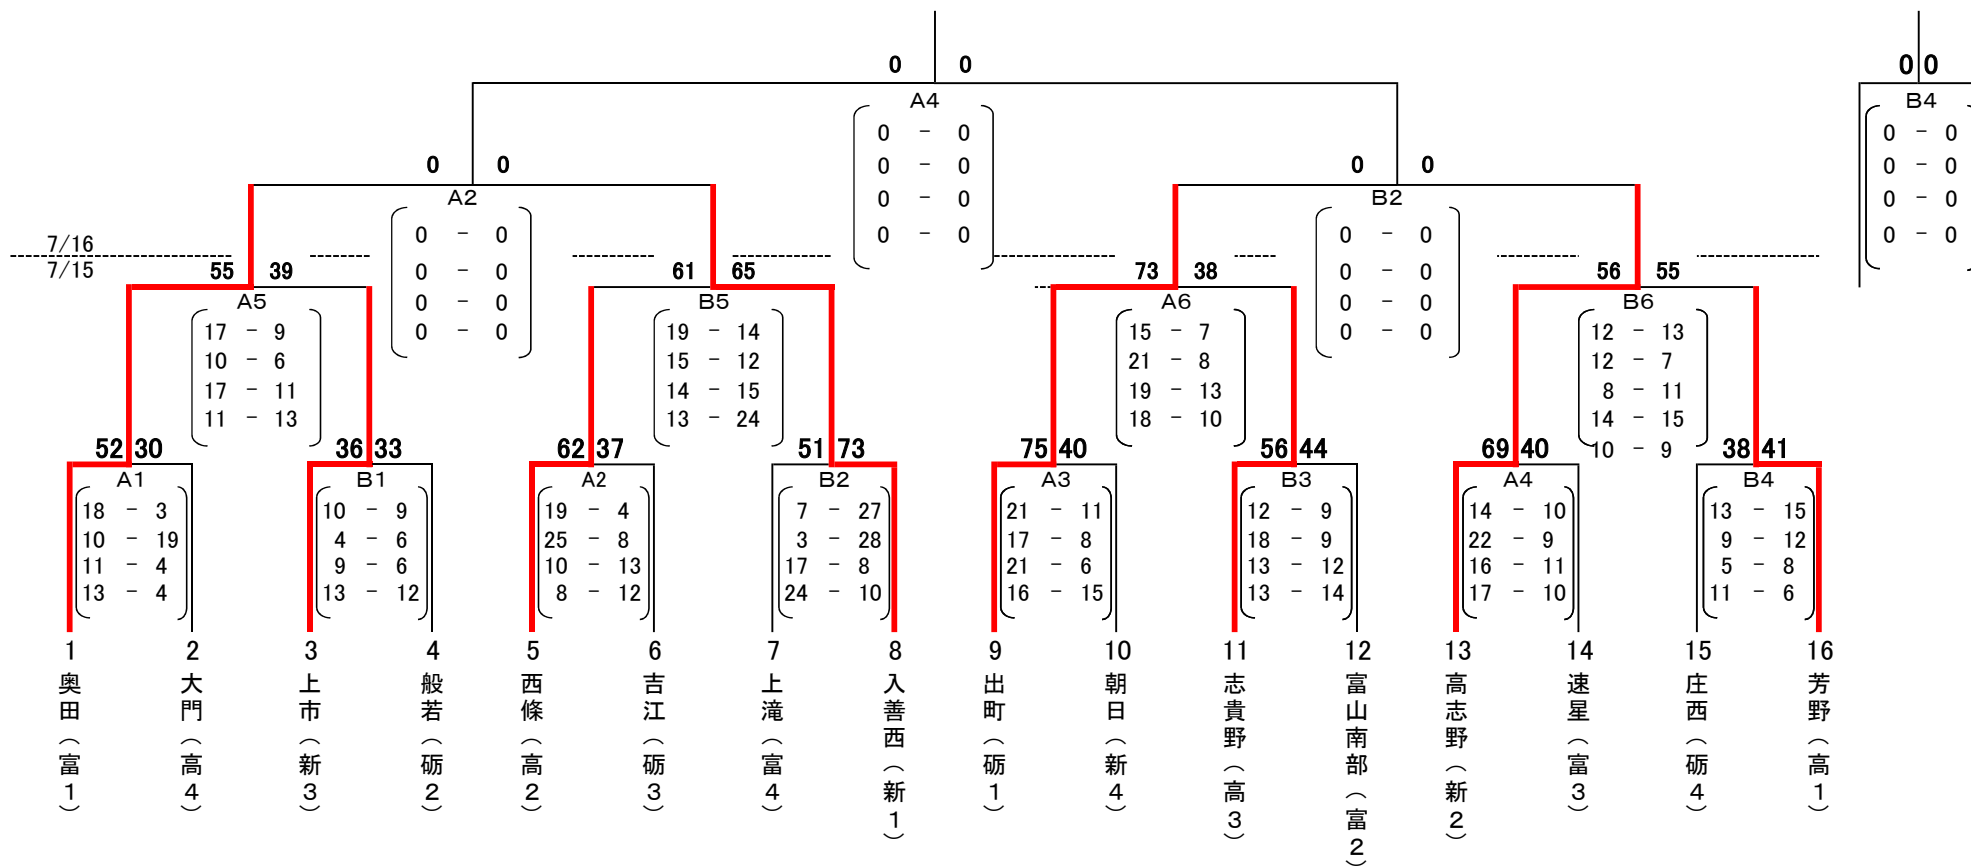 0 0
0 0
A4
B4
0 - 0
0 - 0
0 - 0
0 - 0
0 - 0
0 - 0
0 - 0
0 - 0
0 0
0 0
A2
B2
0 - 0
0 - 0
0 - 0
0 - 0
0 - 0
0 - 0
0 - 0
0 - 0
7/16
7/15
55 39
61 65
73 38
56 55
A5
17 - 9
10 - 6
17 - 11
11 - 13
B5
19 - 14
15 - 12
14 - 15
13 - 24
A6
15 - 7
21 - 8
19 - 13
18 - 10
B6
12 - 13
12 - 7
8 - 11
14 - 15
10 - 9
52 30
A1
18 - 3
10 - 19
11 - 4
13 - 4
36 33
B1
10 - 9
4 - 6
9 - 6
13 - 12
62 37
A2
19 - 4
25 - 8
10 - 13
8 - 12
51 73
B2
7 - 27
3 - 28
17 - 8
24 - 10
75 40
A3
21 - 11
17 - 8
21 - 6
16 - 15
56 44
B3
12 - 9
18 - 9
13 - 12
13 - 14
69 40
A4
14 - 10
22 - 9
16 - 11
17 - 10
38 41
B4
13 - 15
9 - 12
5 - 8
11 - 6
1
奥田(富1)
2
大門(高4)
3
上市(新3)
4
般若(砺2)
5
西條(高2)
6
吉江(砺3)
7
上滝(富4)
8
入善西(新1)
9
出町(砺1)
10
朝日(新4)
11
志貴野(高3)
12
富山南部(富2)
13
高志野(新2)
14
速星(富3)
15
庄西(砺4)
16
芳野(高1)